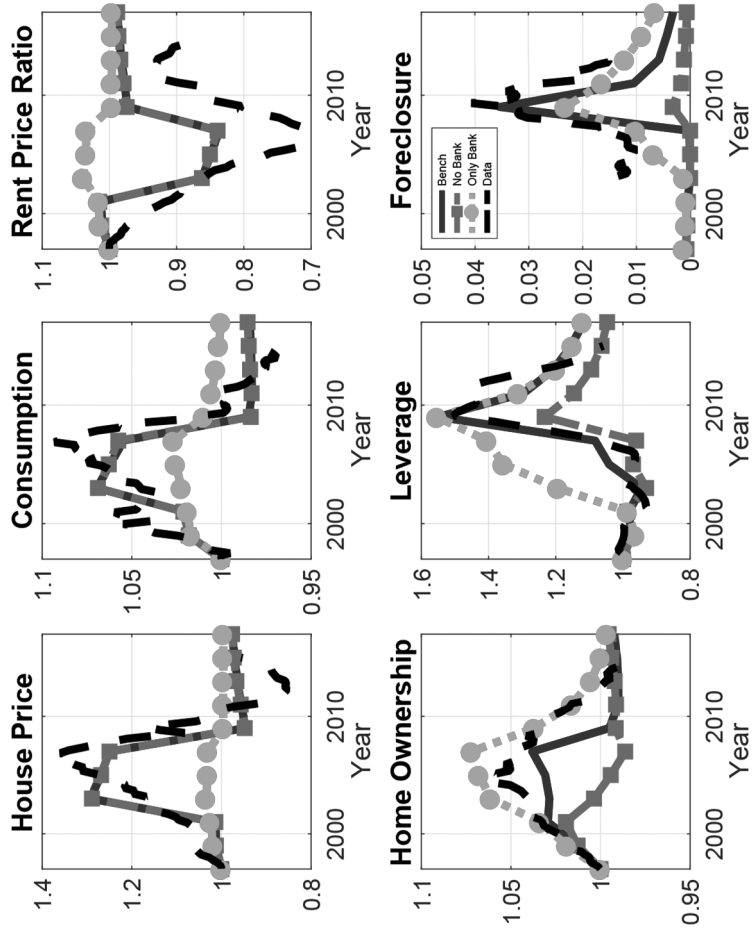 House Price
1.4
1.2
1
0.8
2000
2010
Year
Consumption
1.1
1.05
1
0.95
2000
2010
Year
Rent Price Ratio
1.1
1
0.9
0.8
0.7
2000
2010
Year
Home Ownership
1.1
1.05
1
0.95
2000
2010
Year
Leverage
1.6
1.4
1.2
1
0.8
2000
2010
Year
Foreclosure
0.05
0.04
0.03
0.02
0.01
0
Bench
No Bank
Only Bank
Data
2000
2010
Year